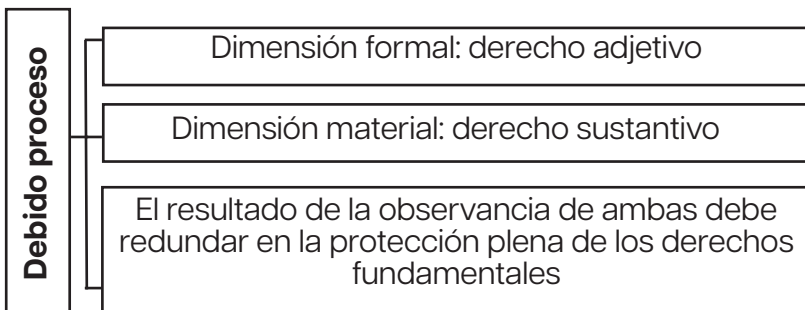 Debido proceso
Dimensión formal: derecho adjetivo
Dimensión material: derecho sustantivo
El resultado de la observancia de ambas debe
redundar en la protección plena de los derechos
fundamentales